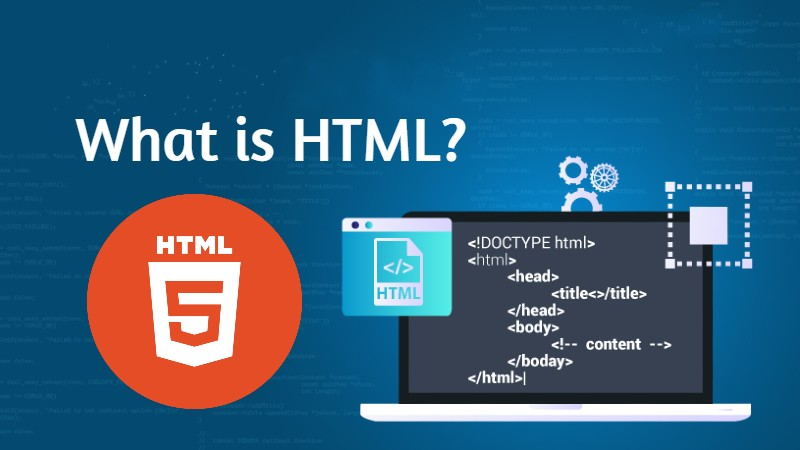 What is HTML?
HTML
5
</>
HTML
<!DOCTYPE html>
<html>
<head>
<title<>/title>
</head>
<body>
<!-- content -->
</boday>
</html>|